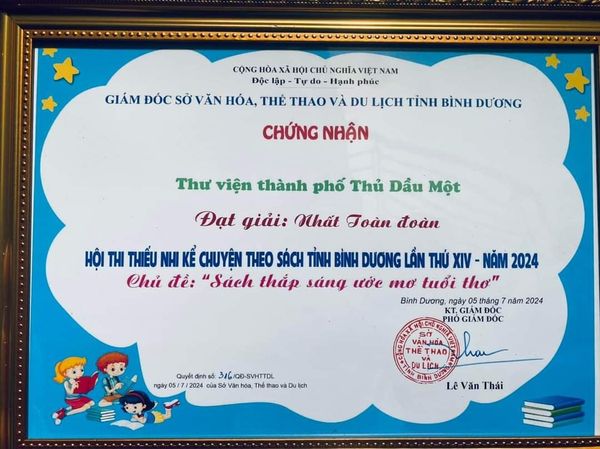 CỘNG HÒA XÃ HỘI CHỦ NGHĨA VIỆT NAM
Độc lập - Tự do - Hạnh phúc
GIÁM ĐỐC SỞ VĂN HÓA, THỂ THAO VÀ DU LỊCH TỈNH BÌNH DƯƠNG
CHỨNG NHẬN
Thư viện thành phố Thủ Dầu Một
Đạt giải: Nhất Toàn đoàn
HỘI THI THIẾU NHI KỂ CHUYỆN THEO SÁCH TỈNH BÌNH DƯƠNG LẦN THỨ XIV - NĂM 2024
Chủ đề: "Sách thắp sáng ước mơ tuổi thơ"
Bình Dương, ngày 05 tháng 7 năm 2024
KT. GIÁM ĐỐC
PHÓ GIÁM ĐỐC
SỞ
VĂN HÓA
THỂ THAO
VÀ
DU LỊCH
TỈNH BÌNH DƯƠNG
Lê Văn Thái
Quyết định số: 316/QĐ-SVHTTDL
ngày 05 / 7 / 2024 của Sở Văn hóa, Thể thao và Du lịch